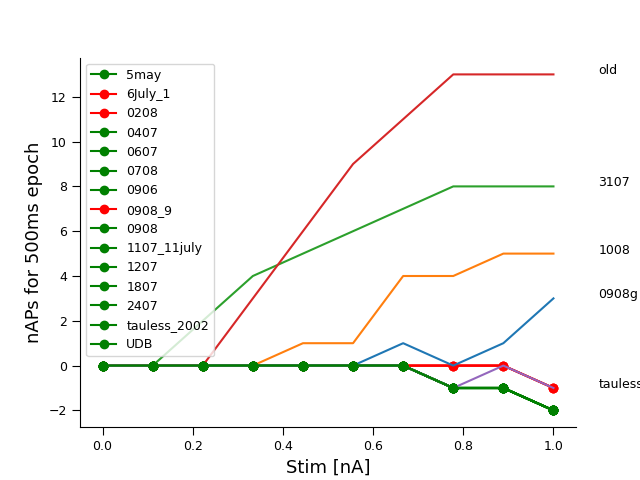 5may
6July_1
0208
0407
0607
0708
0906
0908_9
0908
1107_11july
1207
1807
2407
tauless_2002
UDB
old
3107
1008
0908g
tauless
12
10
8
6
4
2
0
−2
0.0 0.2 0.4 0.6 0.8 1.0
nAPs for 500ms epoch
Stim [nA]